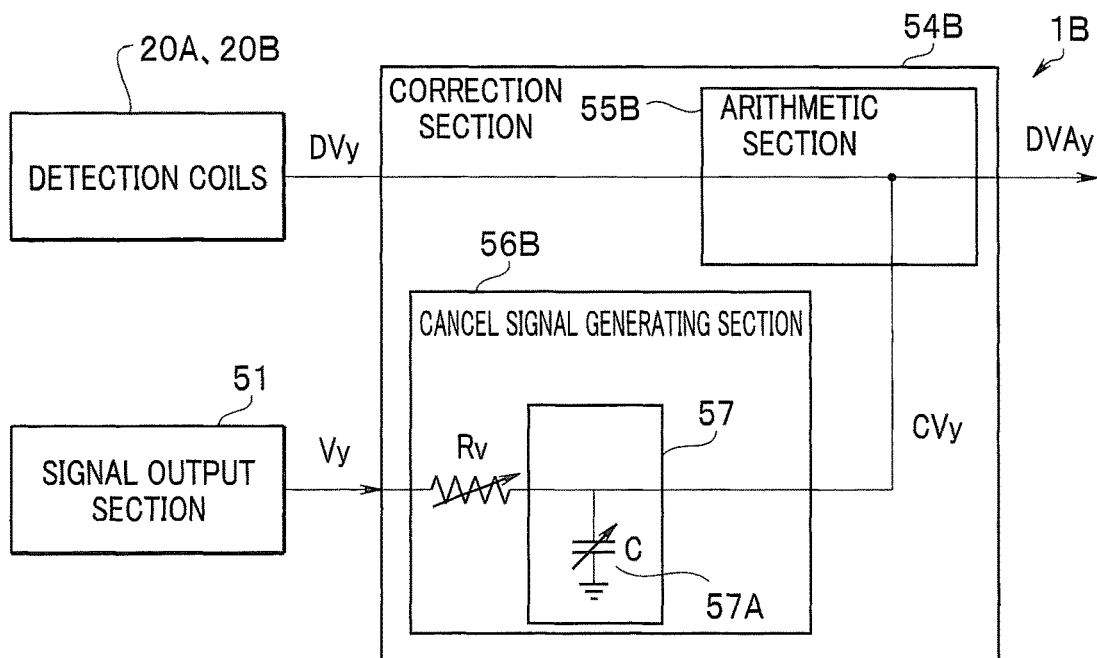 1B
54B
20A、20B
CORRECTION
SECTION
55B
ARITHMETIC
SECTION
DETECTION COILS
DVy
DVAy
56B
CANCEL SIGNAL GENERATING SECTION
51
SIGNAL OUTPUT
SECTION
Vy
Rv
57
CVy
C
57A